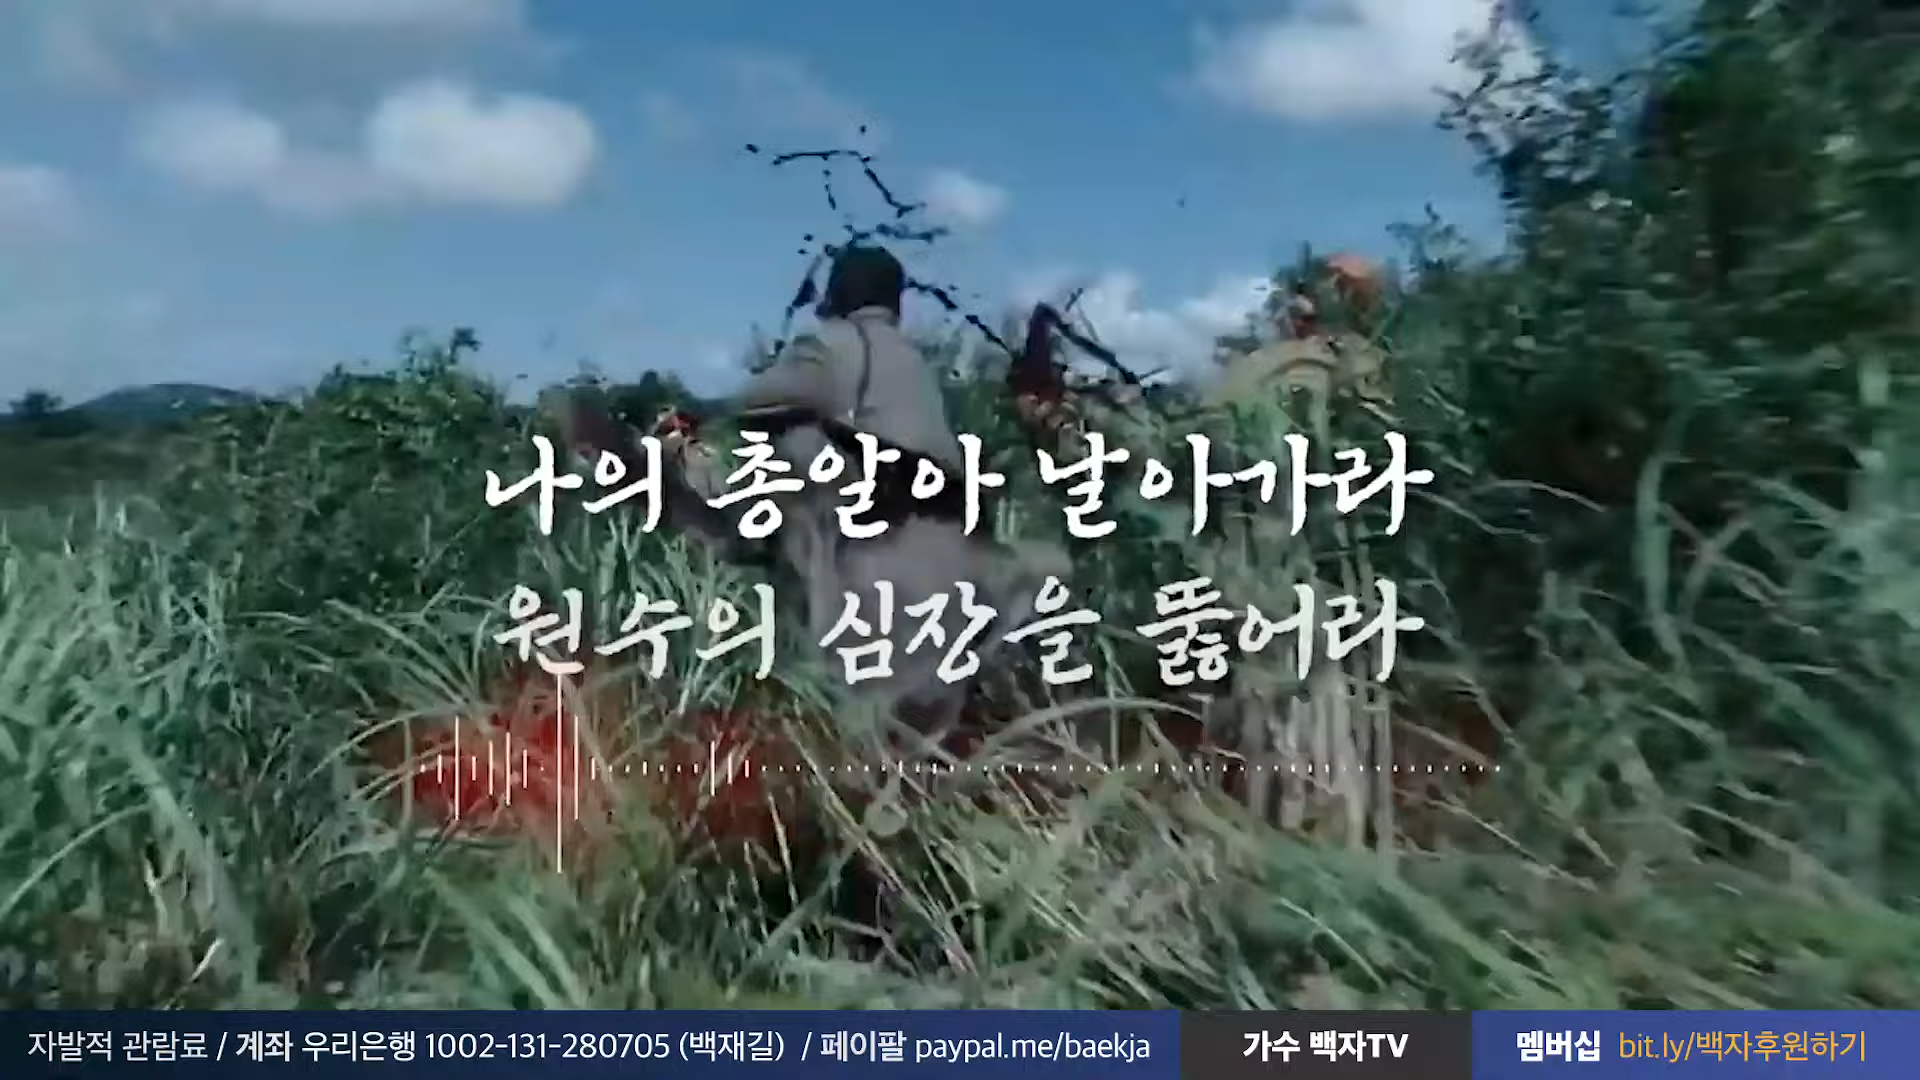 나의 총알아 날아가라
원수의 심장을 뚫어라
자발적 관람료 / 계좌 우리은행 1002-131-280705 (백재길) / 페이팔 paypal.me/baekja
가수 백자TV
멤버십 bit.ly/백자후원하기